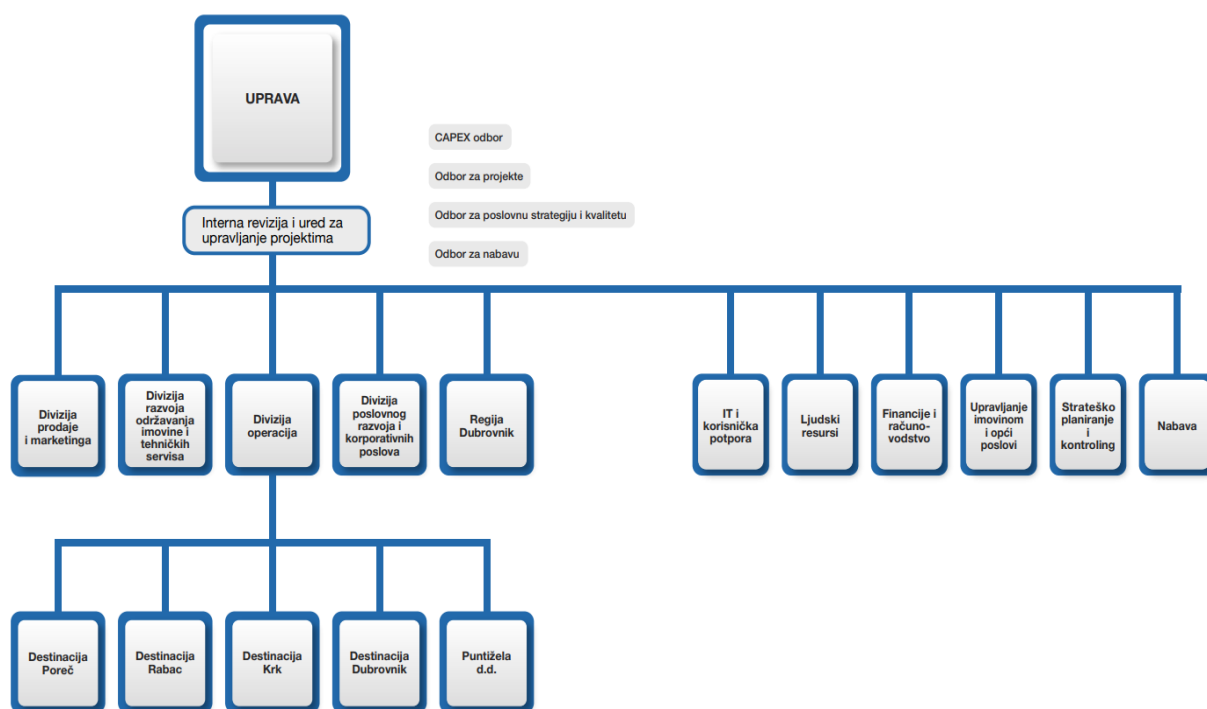 UPRAVA
CAPEX odbor
Odbor za projekte
Interna revizija i ured za
upravljanje projektima
Odbor za poslovnu strategiju i kvalitetu
Odbor za nabavu
Divizija
prodaje
i marketinga
Divizija
razvoja
održavanja
imovine i
tehničkih
servisa
Divizija
operacija
Divizija
poslovnog
razvoja i
korporativnih
poslova
Regija
Dubrovnik
IT i
korisnička
potpora
Ljudski
resursi
Financije i
računo-
vodstvo
Upravljanje
imovinom
i opći
poslovi
Strateško
planiranje
i
kontroling
Nabava
Destinacija
Poreč
Destinacija
Rabac
Destinacija
Krk
Destinacija
Dubrovnik
Puntižela
d.d.